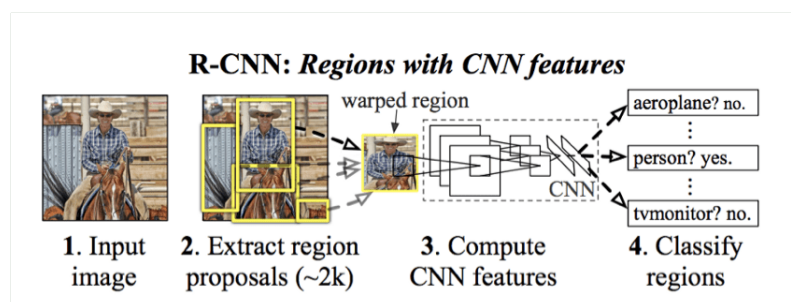 R-CNN: Regions with CNN features
warped region
aeroplane? no.
person? yes.
tvmonitor? no.
CNN
1. Input
image
2. Extract region
proposals (~2k)
3. Compute
CNN features
4. Classify
regions